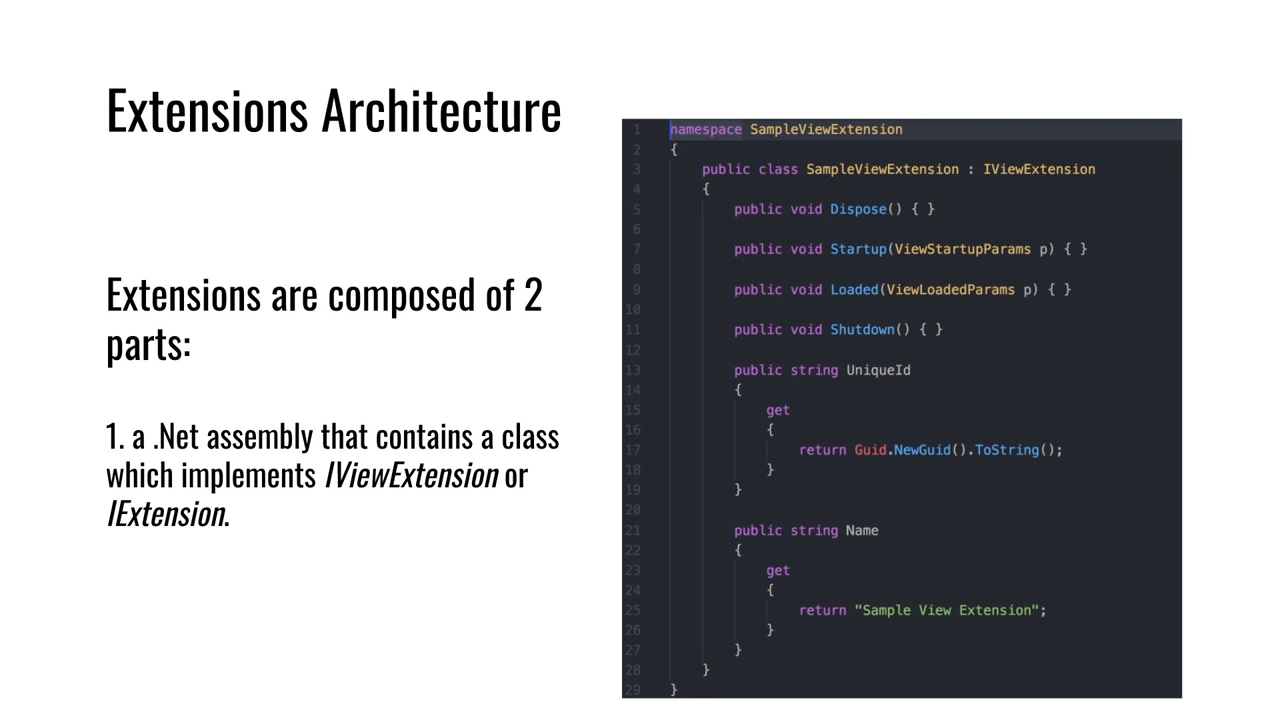 Extensions Architecture
Extensions are composed of 2
parts:
1. a .Net assembly that contains a class
which implements IViewExtension or
IExtension.
1 namespace SampleViewExtension
2 {
3 public class SampleViewExtension : IViewExtension
4 {
5 public void Dispose() { }
6
7 public void Startup(ViewStartupParams p) { }
8
9 public void Loaded(ViewLoadedParams p) { }
10
11 public void Shutdown() { }
12
13 public string UniqueId
14 {
15 get
16 {
17 return Guid.NewGuid().ToString();
18 }
19 }
20
21 public string Name
22 {
23 get
24 {
25 return "Sample View Extension";
26 }
27 }
28 }
29 }